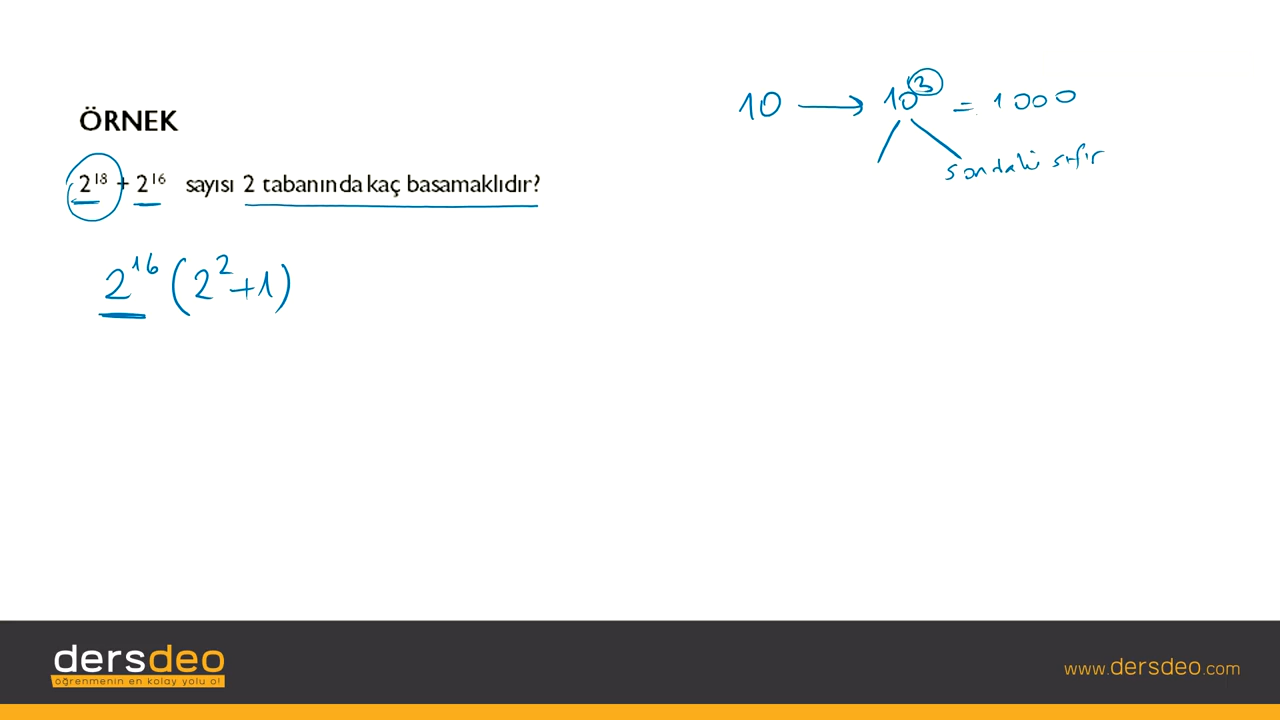 10 → 10³ = 1000
sondaki sıfır
ÖRNEK
2¹⁸ + 2¹⁶ sayısı 2 tabanında kaç basamaklıdır?
2¹⁶ (2² + 1)
dersdeo
öğrenmenin en kolay yolu o!
www.dersdeo.com